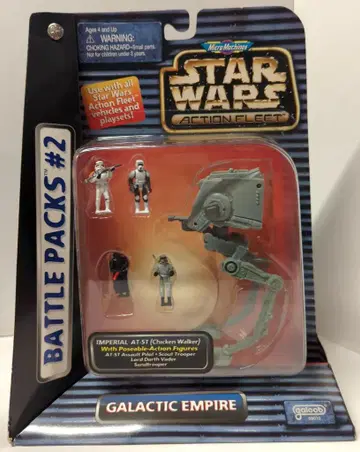 Ages 4 and Up
WARNING:
CHOKING HAZARD-Small parts.
Not for children under 3 years.
MicroMachines
STAR
WARS
ACTION FLEET
Use with all
Star Wars
Action Fleet
vehicles and
playsets!
BATTLE PACKS #2
IMPERIAL AT-ST (Chicken Walker)
With Poseable-Action Figures
AT-ST Assault Pilot • Scout Trooper
Lord Darth Vader
Sandtrooper
GALACTIC EMPIRE
galoob